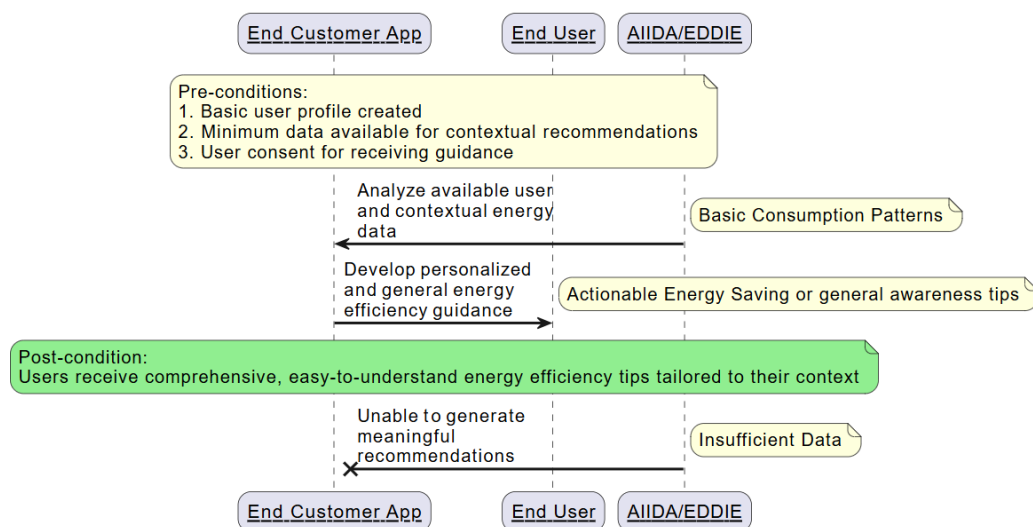 End Customer App
End User
AIIDA/EDDIE
Pre-conditions:
1. Basic user profile created
2. Minimum data available for contextual recommendations
3. User consent for receiving guidance
Analyze available user
and contextual energy
data
Basic Consumption Patterns
Develop personalized
and general energy
efficiency guidance
Actionable Energy Saving or general awareness tips
Post-condition:
Users receive comprehensive, easy-to-understand energy efficiency tips tailored to their context
Unable to generate
meaningful
recommendations
Insufficient Data
End Customer App
End User
AIIDA/EDDIE